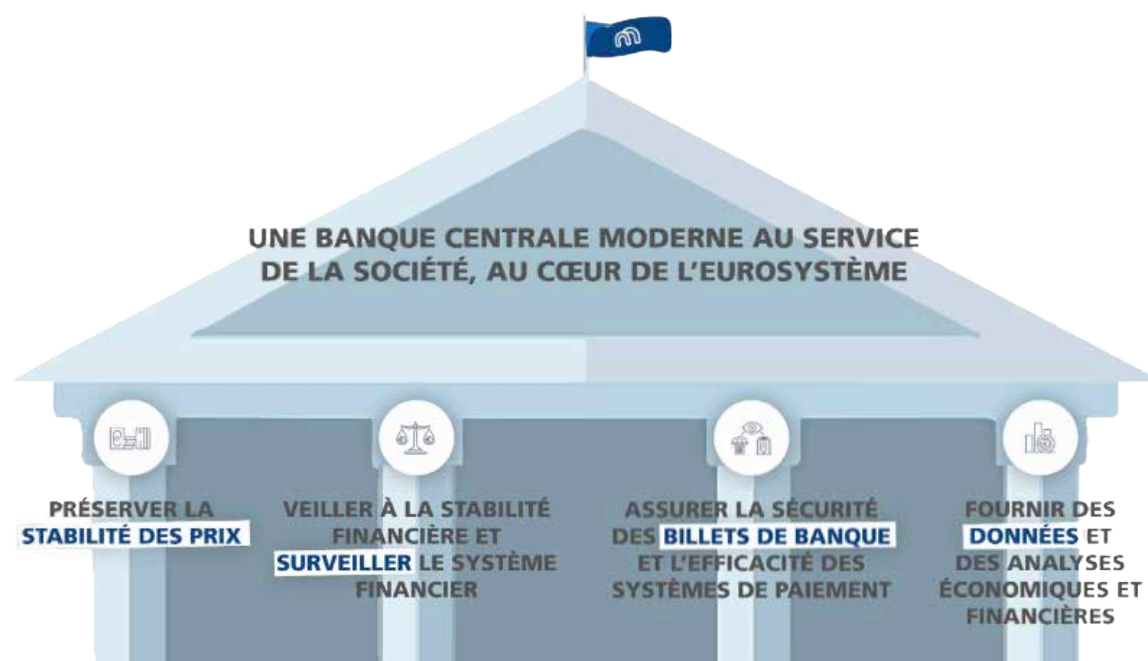 UNE BANQUE CENTRALE MODERNE AU SERVICE
DE LA SOCIÉTÉ, AU CŒUR DE L'EUROSYSTÈME
PRÉSERVER LA
STABILITÉ DES PRIX
VEILLER À LA STABILITÉ
FINANCIÈRE ET
SURVEILLER LE SYSTÈME
FINANCIER
ASSURER LA SÉCURITÉ
DES BILLETS DE BANQUE
ET L'EFFICACITÉ DES
SYSTÈMES DE PAIEMENT
FOURNIR DES
DONNÉES ET
DES ANALYSES
ÉCONOMIQUES ET
FINANCIÈRES